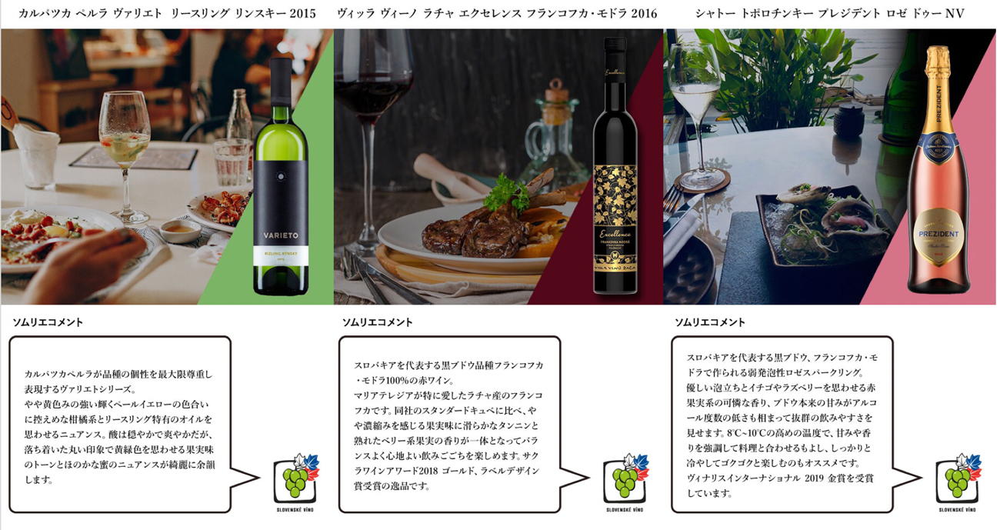 カルパツカ ペルラ ヴァリエト リースリング リンスキー 2015
ヴィッラ ヴィーノ ラチャ エクセレンス フランコフカ・モドラ 2016
シャトー トポロチンキー プレジデント ロゼ ドゥー NV
VARIETO
RIZLING RÝNSKY
2015
Excellence
Excellence
FRANKOVKA MODRÁ
VILLA VINO RAČA
PREZIDENT
PREZIDENT
ROSÉ
ソムリエコメント
カルパツカペルラが品種の個性を最大限尊重し
表現するヴァリエトシリーズ。
やや黄色みの強い輝くペールイエローの色合い
に控えめな柑橘系とリースリング特有のオイルを
思わせるニュアンス。酸は穏やかで爽やかだが、
落ち着いた丸い印象で黄緑色を思わせる果実味
のトーンとほのかな蜜のニュアンスが綺麗に余韻
します。
SLOVENSKÉ VÍNO
ソムリエコメント
スロバキアを代表する黒ブドウ品種フランコフカ
・モドラ100%の赤ワイン。
マリアテレジアが特に愛したラチャ産のフランコ
フカです。同社のスタンダードキュベに比べ、や
や濃縮みを感じる果実味に滑らかなタンニンと
熟れたベリー系果実の香りが一体となってバラ
ンスよく心地よい飲みごごちを楽しめます。サク
ラワインアワード2018 ゴールド、ラベルデザイン
賞受賞の逸品です。
SLOVENSKÉ VÍNO
ソムリエコメント
スロバキアを代表する黒ブドウ、フランコフカ・モ
ドラで作られる弱発泡性ロゼスパークリング。
優しい泡立ちとイチゴやラズベリーを思わせる赤
果実系の可憐な香り、ブドウ本来の甘みがアルコ
ール度数の低さも相まって抜群の飲みやすさを
見せます。8℃~10℃の高めの温度で、甘みや香
りを強調して料理と合わせるもよし、しっかりと
冷やしてゴクゴクと楽しむのもオススメです。
ヴィナリスインターナショナル 2019 金賞を受賞
しています。
SLOVENSKÉ VÍNO